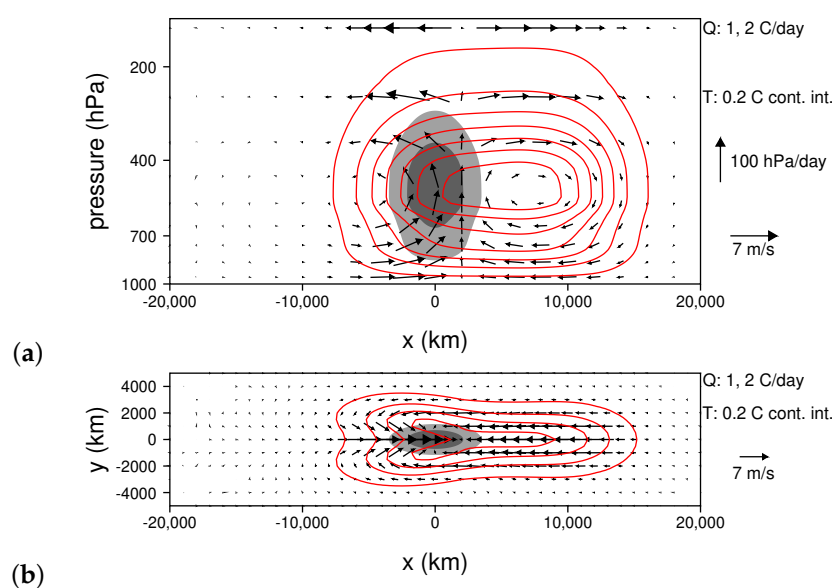 Q: 1, 2 C/day
200
T: 0.2 C cont. int.
pressure (hPa)
400
100 hPa/day
700
7 m/s
1000
-20,000 -10,000 0 10,000 20,000
x (km)
(a)
4000
Q: 1, 2 C/day
2000
T: 0.2 C cont. int.
y (km)
0
-2000
7 m/s
-4000
-20,000 -10,000 0 10,000 20,000
x (km)
(b)